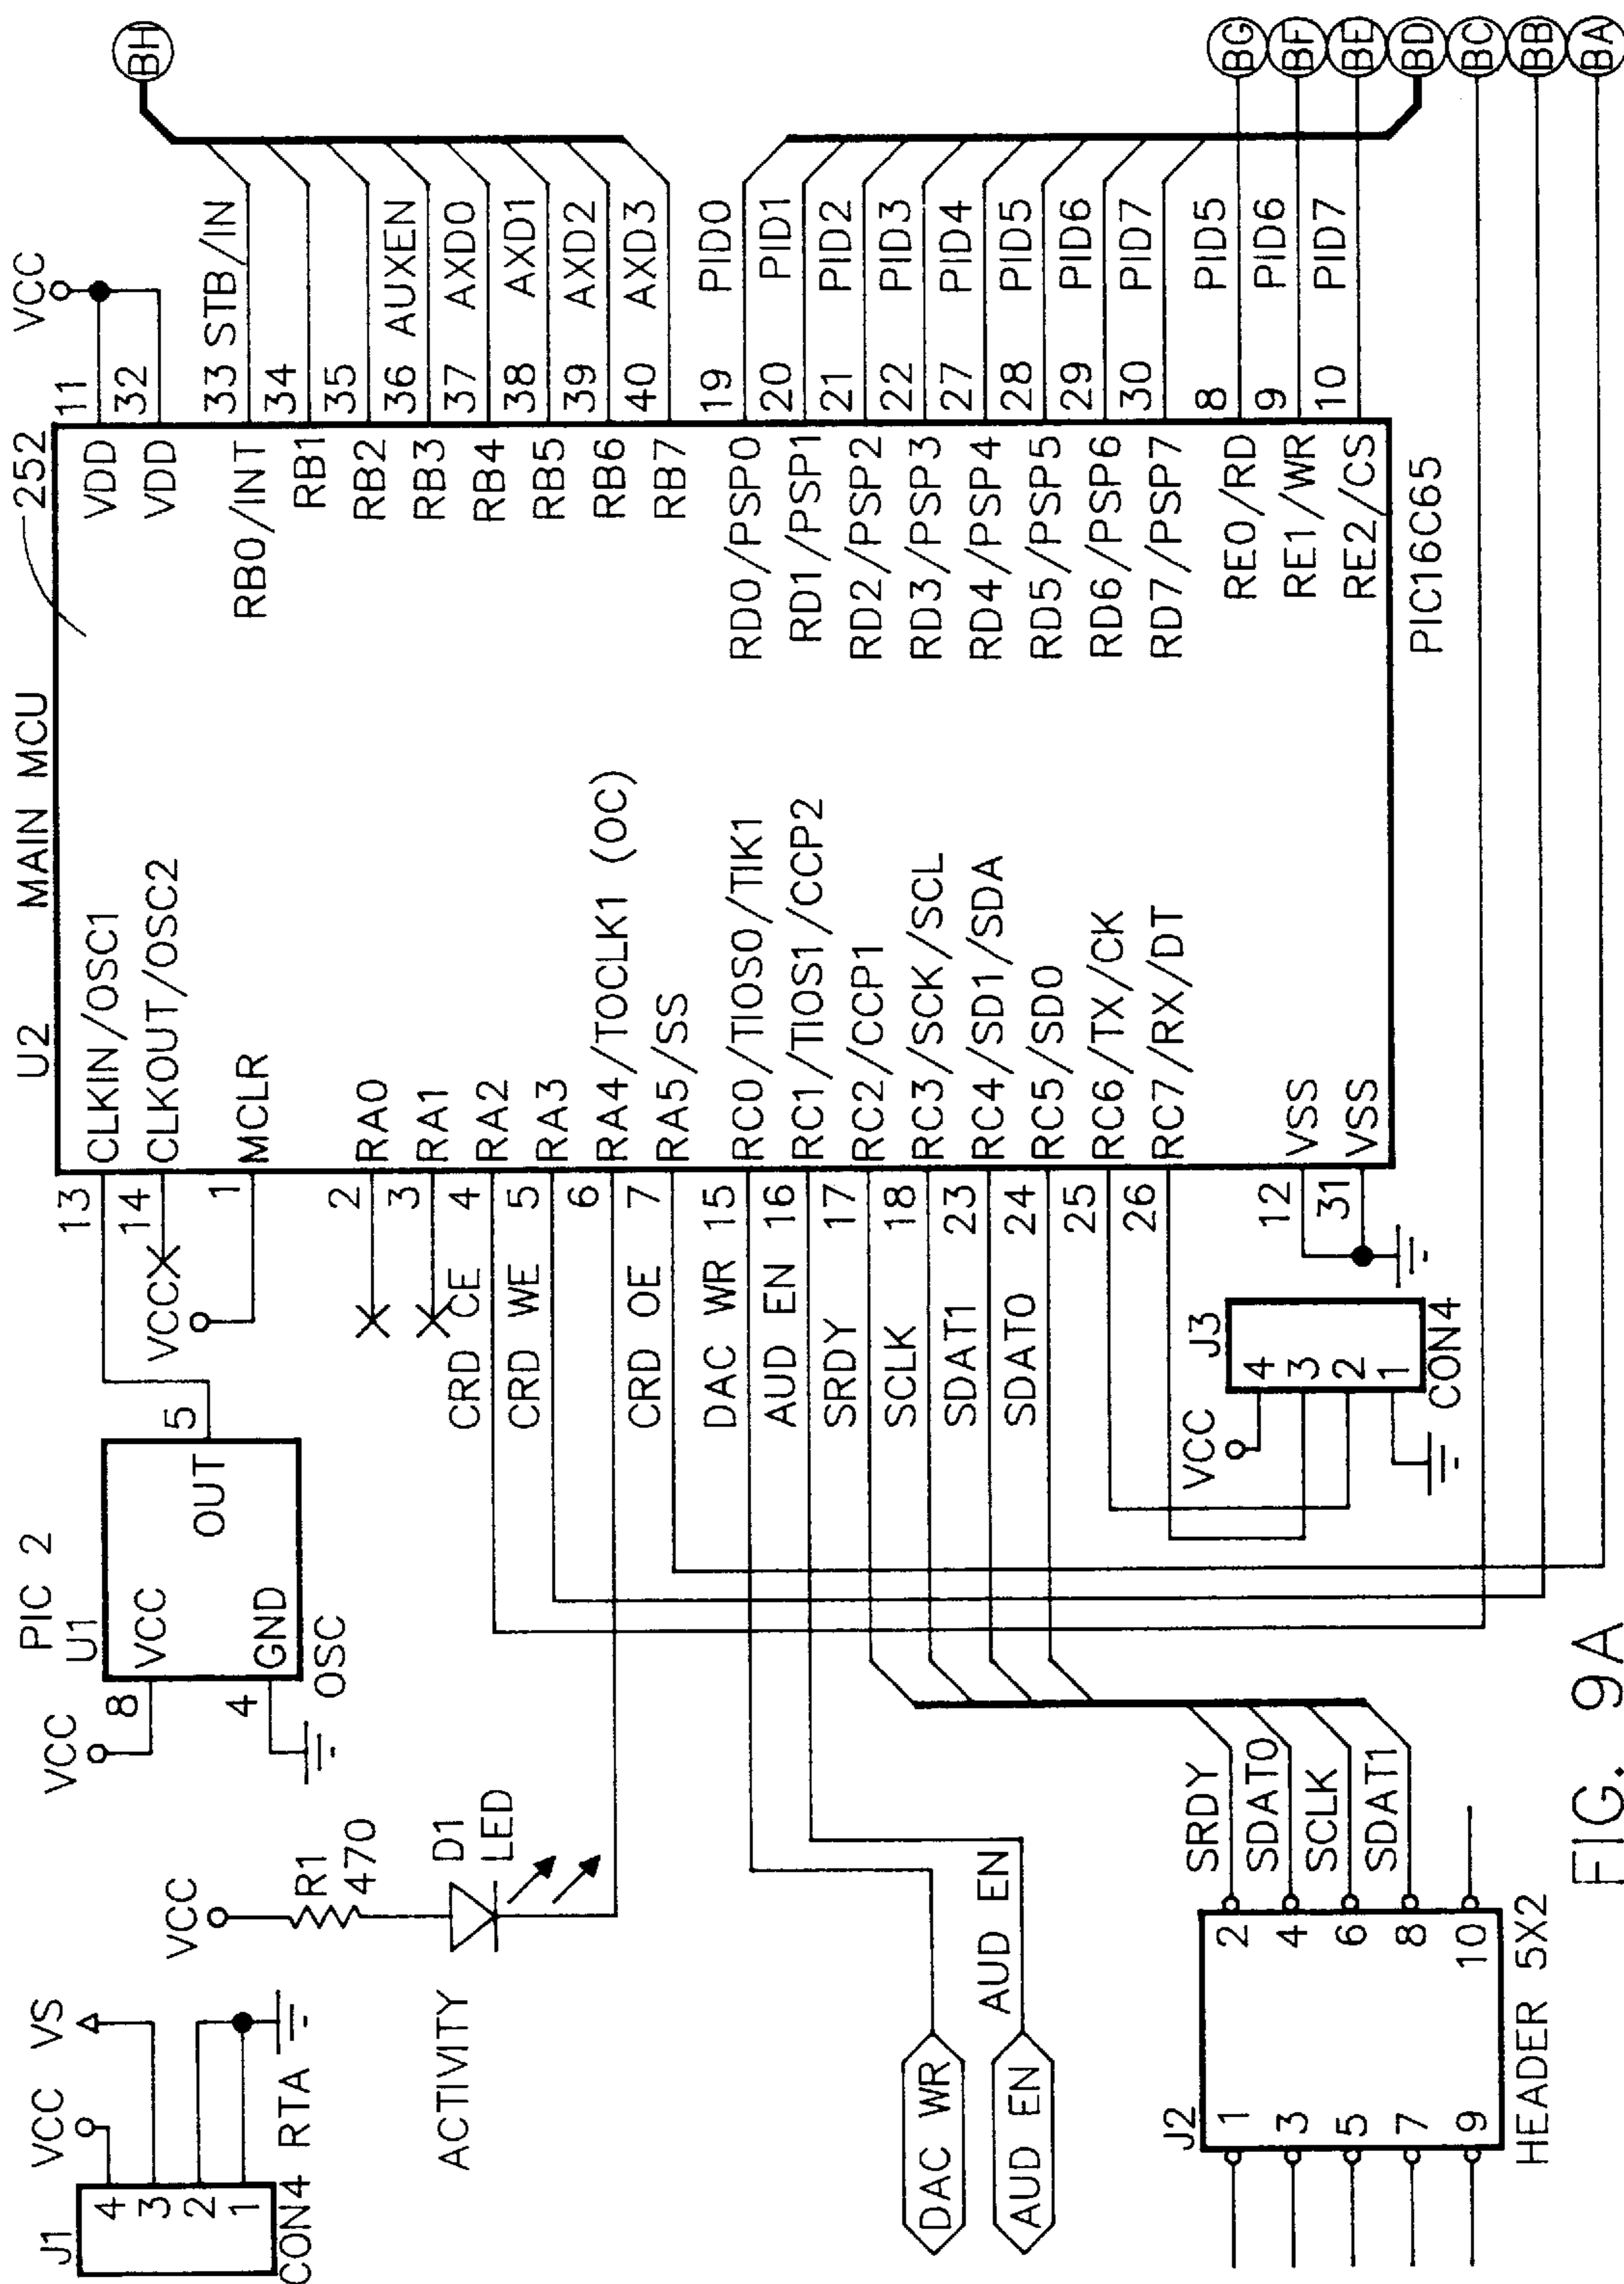 J1
4
3
2
1
CON4 RTA
VCC
VS
VCC
R1
470
D1
LED
ACTIVITY
PIC 2
U1
VCC
8
VCC
4
GND
OUT
5
OSC
U2
MAIN MCU
252
13
CLKIN/OSC1
14
CLKOUT/OSC2
VCC
1
MCLR
2
RA0
3
RA1
CRD CE
4
RA2
CRD WE
5
RA3
6
RA4/TOCLK1 (OC)
CRD OE
7
RA5/SS
DAC WR
15
RC0/TIOS0/TIK1
AUD EN
16
RC1/TIOS1/CCP2
SRDY
17
RC2/CCP1
SCLK
18
RC3/SCK/SCL
SDAT1
23
RC4/SD1/SDA
SDAT0
24
RC5/SD0
25
RC6/TX/CK
26
RC7/RX/DT
12
VSS
31
VSS
VCC
11
VDD
32
VDD
33
STB/IN
RB0/INT
34
RB1
35
RB2
36
AUXEN
RB3
37
AXD0
RB4
38
AXD1
RB5
39
AXD2
RB6
40
AXD3
RB7
19
PID0
RD0/PSP0
20
PID1
RD1/PSP1
21
PID2
RD2/PSP2
22
PID3
RD3/PSP3
27
PID4
RD4/PSP4
28
PID5
RD5/PSP5
29
PID6
RD6/PSP6
30
PID7
RD7/PSP7
8
PID5
RE0/RD
9
PID6
RE1/WR
10
PID7
RE2/CS
PIC16C65
BH
BG
BF
BE
BD
BC
BB
BA
J3
VCC
4
3
2
1
CON4
DAC WR
AUD EN
AUD EN
J2
1
2
SRDY
3
4
SDAT0
5
6
SCLK
7
8
SDAT1
9
10
HEADER 5X2
FIG. 9A